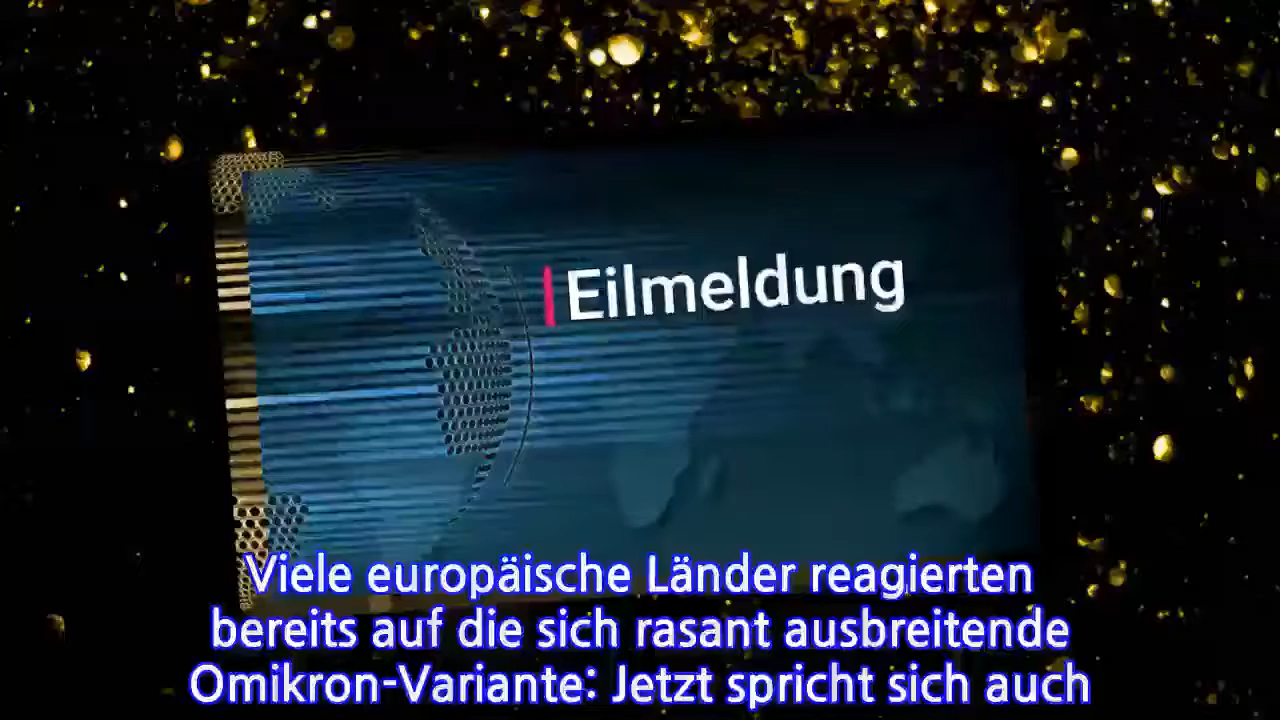 Eilmeldung
Viele europäische Länder reagierten
bereits auf die sich rasant ausbreitende
Omikron-Variante: Jetzt spricht sich auch